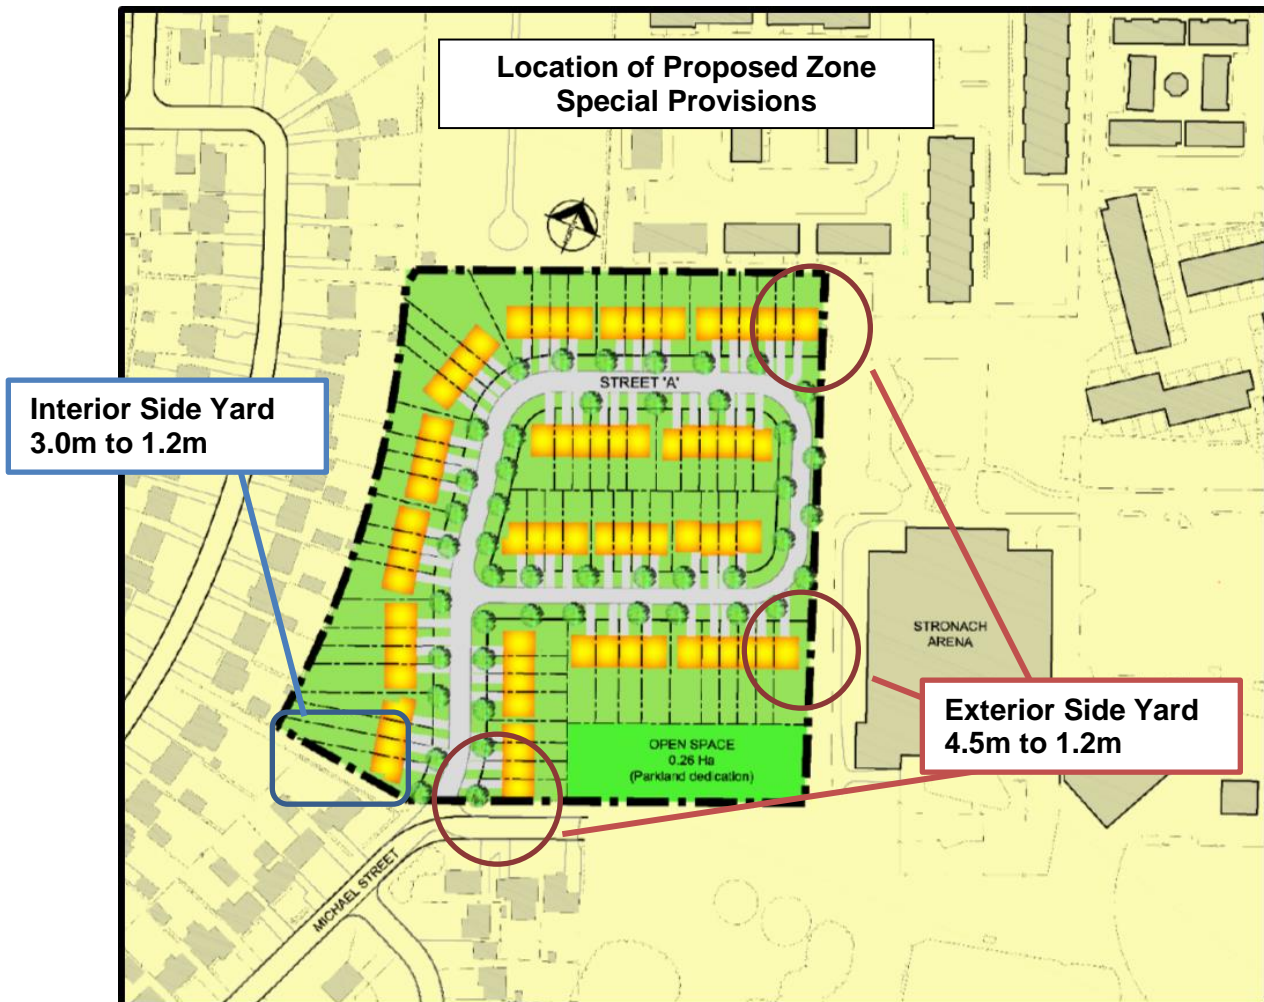 Location of Proposed Zone
Special Provisions
NORTH
STREET 'A'
Interior Side Yard
3.0m to 1.2m
STRONACH
ARENA
Exterior Side Yard
4.5m to 1.2m
OPEN SPACE
0.26 Ha
(Parkland dedication)
MICHAEL STREET